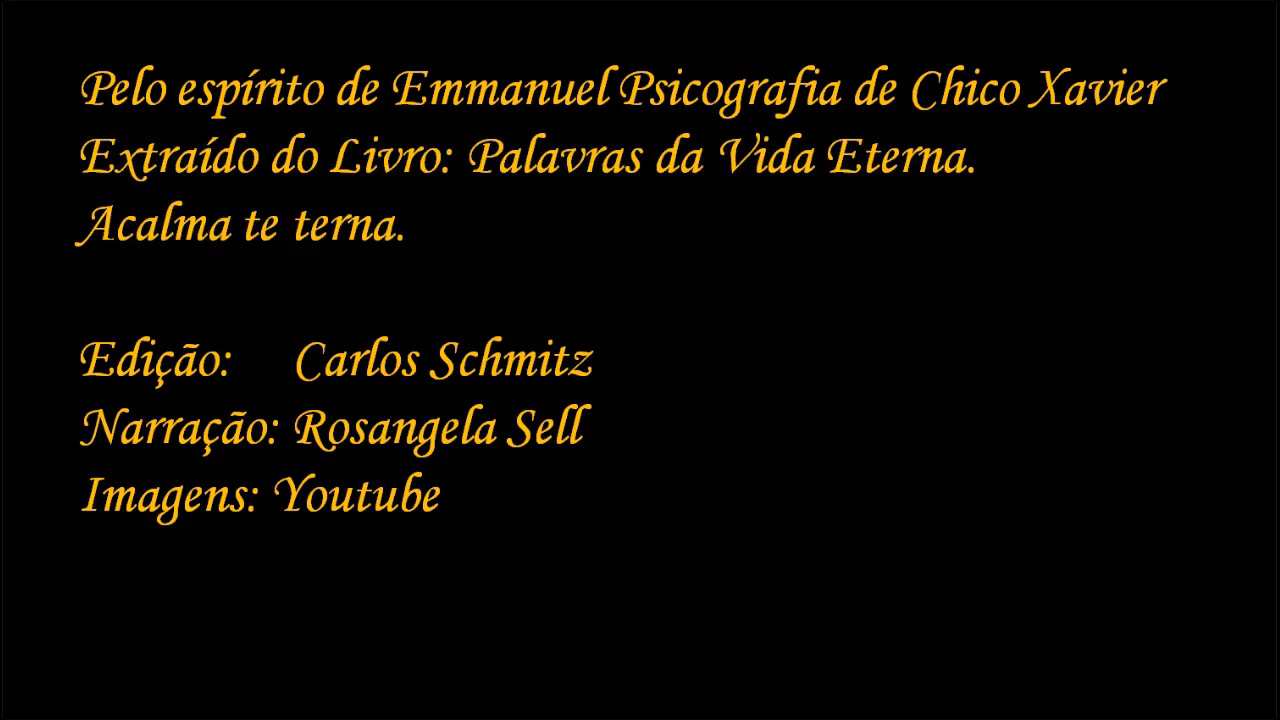 Pelo espírito de Emmanuel Psicografia de Chico Xavier
Extraído do Livro: Palavras da Vida Eterna.
Acalma te terna.
Edição: Carlos Schmitz
Narração: Rosangela Sell
Imagens: Youtube